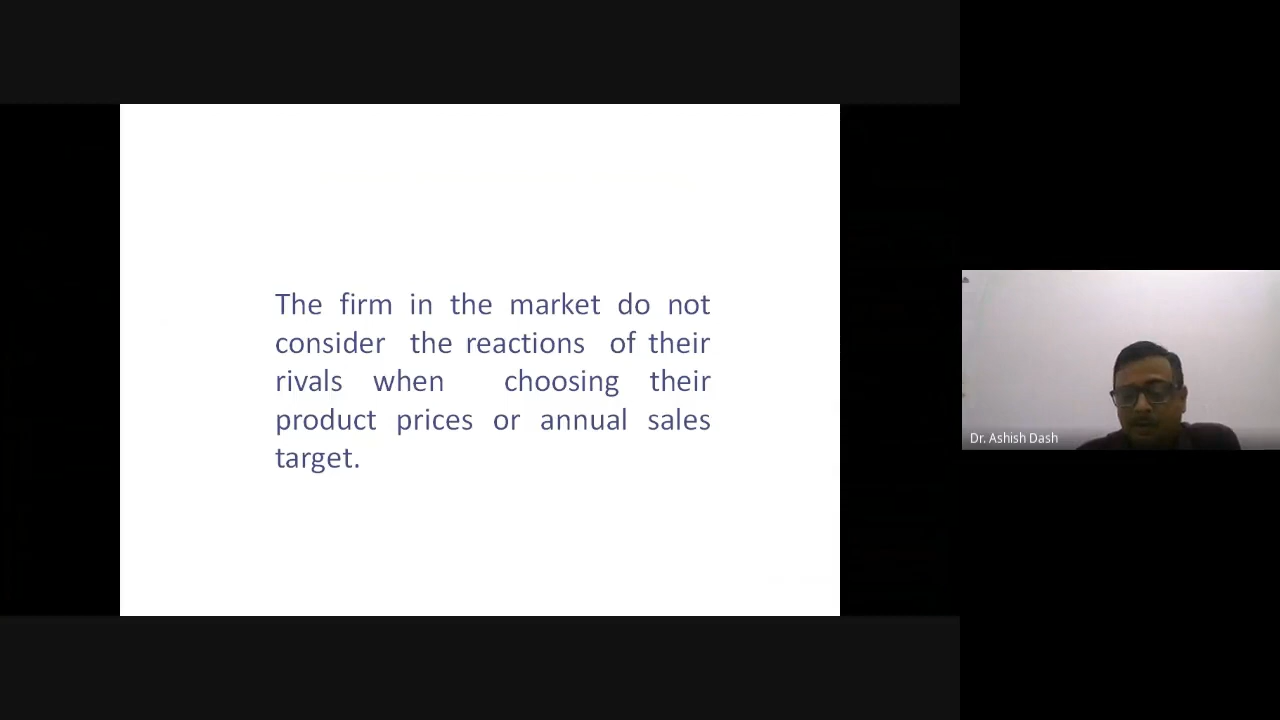 The firm in the market do not
consider the reactions of their
rivals when choosing their
product prices or annual sales
target.
Dr. Ashish Dash